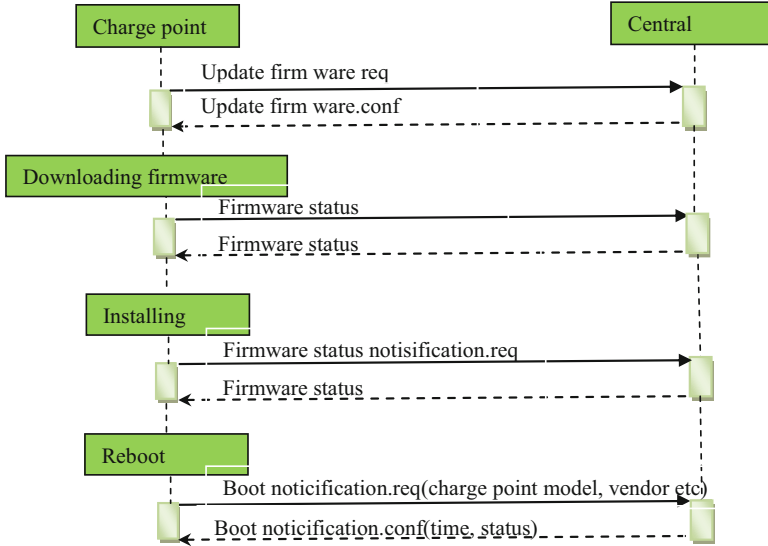 Charge point
Central
Update firm ware req
Update firm ware.conf
Downloading firmware
Firmware status
Firmware status
Installing
Firmware status notisification.req
Firmware status
Reboot
Boot noticification.req(charge point model, vendor etc)
Boot noticification.conf(time, status)